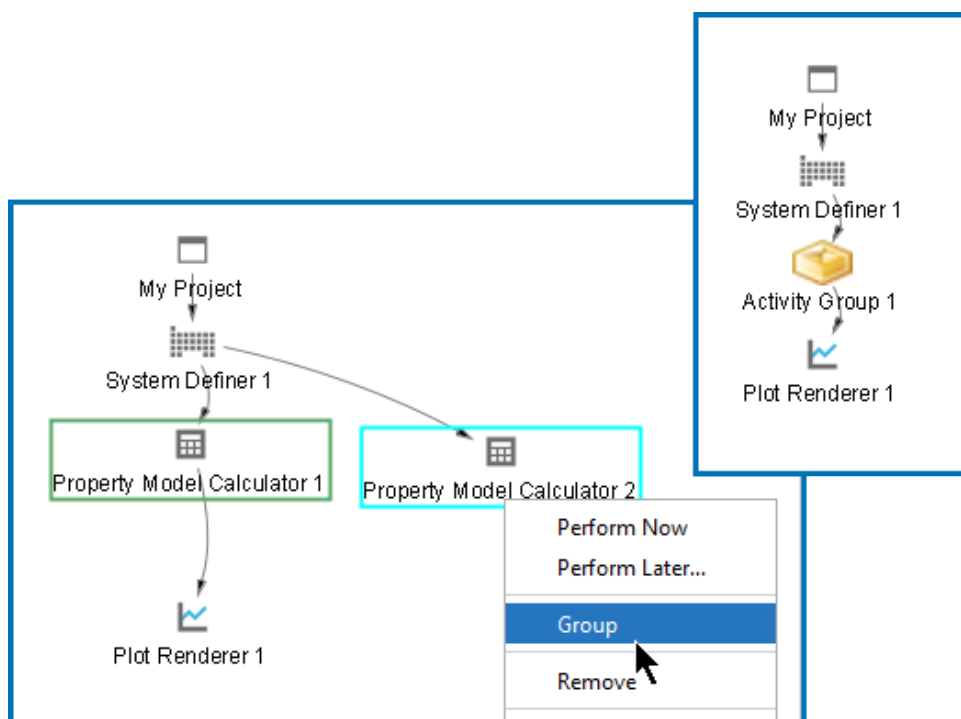 My Project
System Definer 1
Activity Group 1
Plot Renderer 1
My Project
System Definer 1
Property Model Calculator 1
Property Model Calculator 2
Plot Renderer 1
Perform Now
Perform Later...
Group
Remove